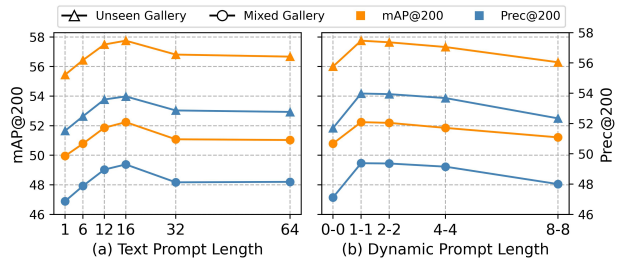 Unseen Gallery Mixed Gallery mAP@200 Prec@200
58 58
56 56
54 54
52 52
50 50
48 48
46 46
mAP@200
Prec@200
1 6 12 16 32 64
0-0 1-1 2-2 4-4 8-8
(a) Text Prompt Length
(b) Dynamic Prompt Length